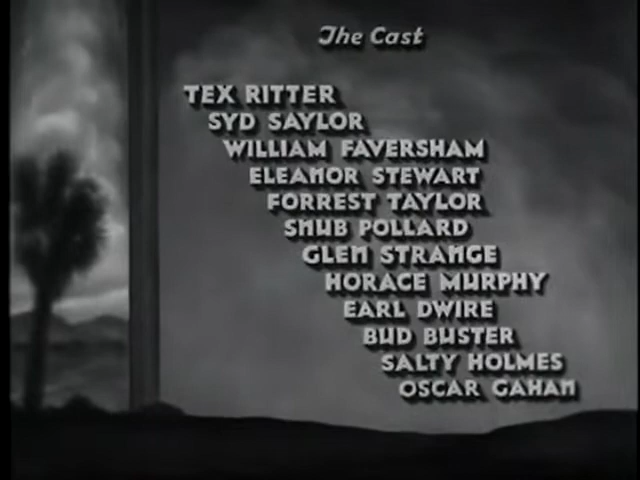 The Cast
TEX RITTER
SYD SAYLOR
WILLIAM FAVERSHAM
ELEANOR STEWART
FORREST TAYLOR
SNUB POLLARD
GLEN STRANGE
HORACE MURPHY
EARL DWIRE
BUD BUSTER
SALTY HOLMES
OSCAR GAHAN